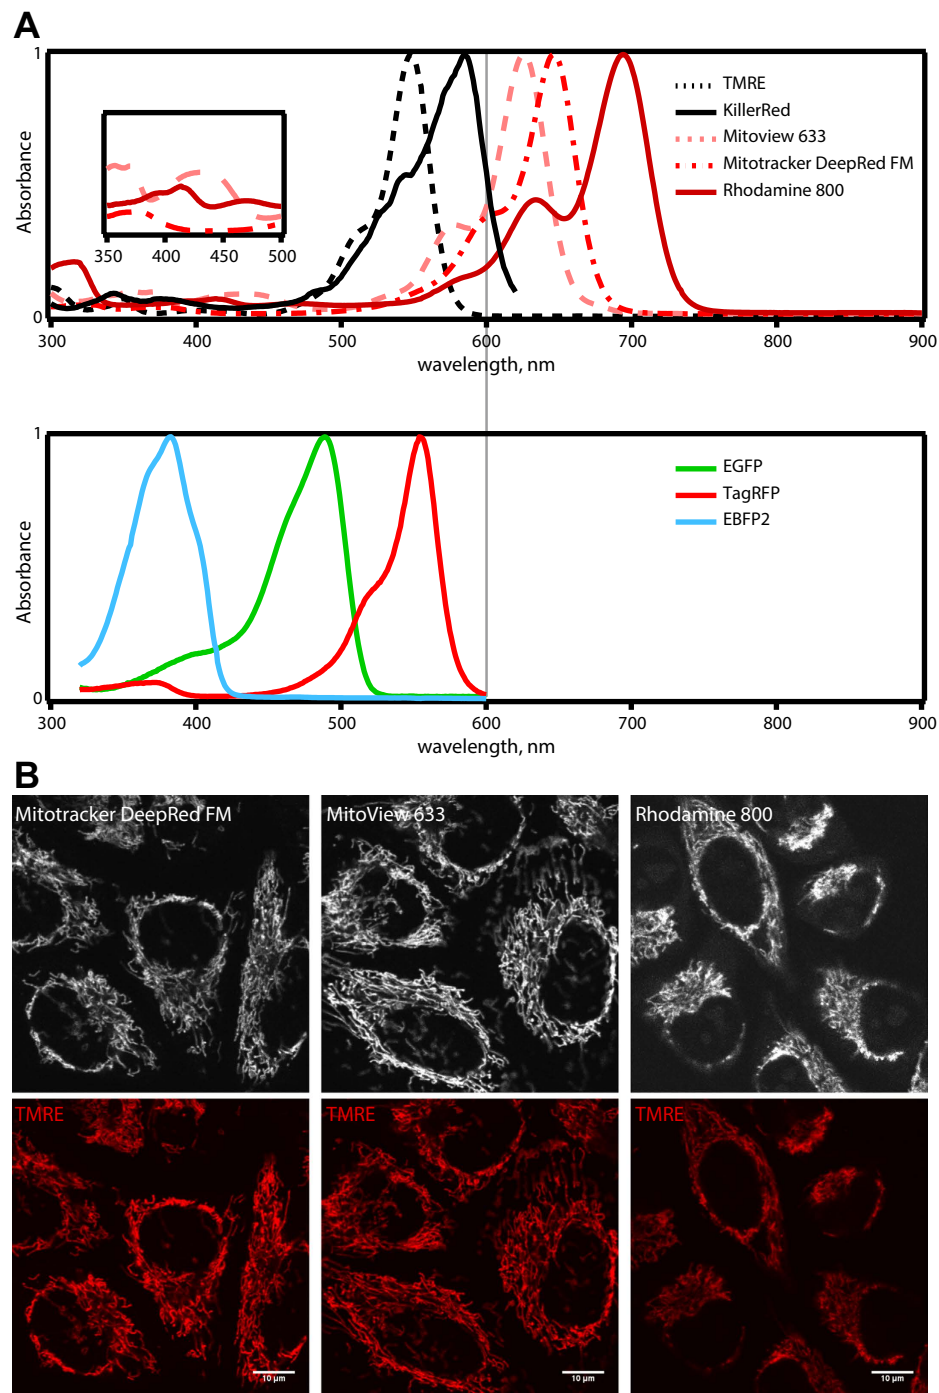 A
1
Absorbance
0
TMRE
KillerRed
Mitoview 633
Mitotracker DeepRed FM
Rhodamine 800
350 400 450 500
300 400 500 600 700 800 900
wavelength, nm
1
Absorbance
0
EGFP
TagRFP
EBFP2
300 400 500 600 700 800 900
wavelength, nm
B
Mitotracker DeepRed FM
MitoView 633
Rhodamine 800
TMRE
TMRE
TMRE
10 µm
10 µm
10 µm